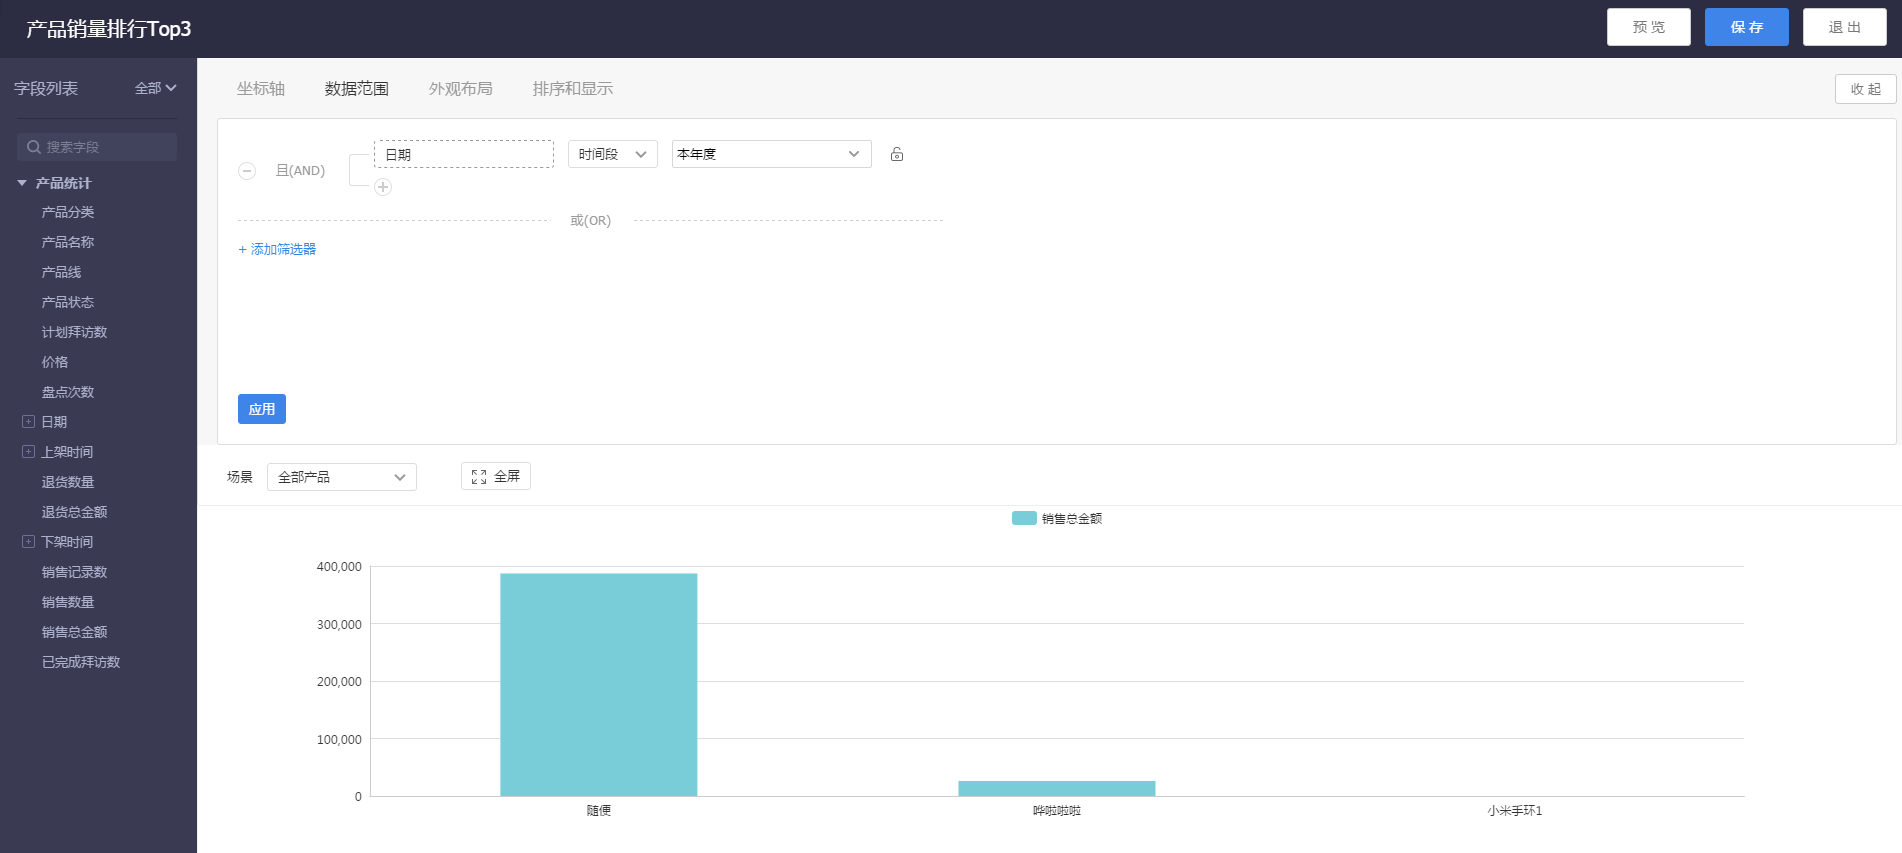 产品销量排行Top3
预 览
保 存
退 出
字段列表
全部
搜索字段
产品统计
产品分类
产品名称
产品线
产品状态
计划拜访数
价格
盘点次数
日期
上架时间
退货数量
退货总金额
下架时间
销售记录数
销售数量
销售总金额
已完成拜访数
坐标轴
数据范围
外观布局
排序和显示
收 起
且(AND)
日期
时间段
本年度
或(OR)
+ 添加筛选器
应用
场景
全部产品
全屏
销售总金额
400,000
300,000
200,000
100,000
0
随便
哗啦啦啦
小米手环1